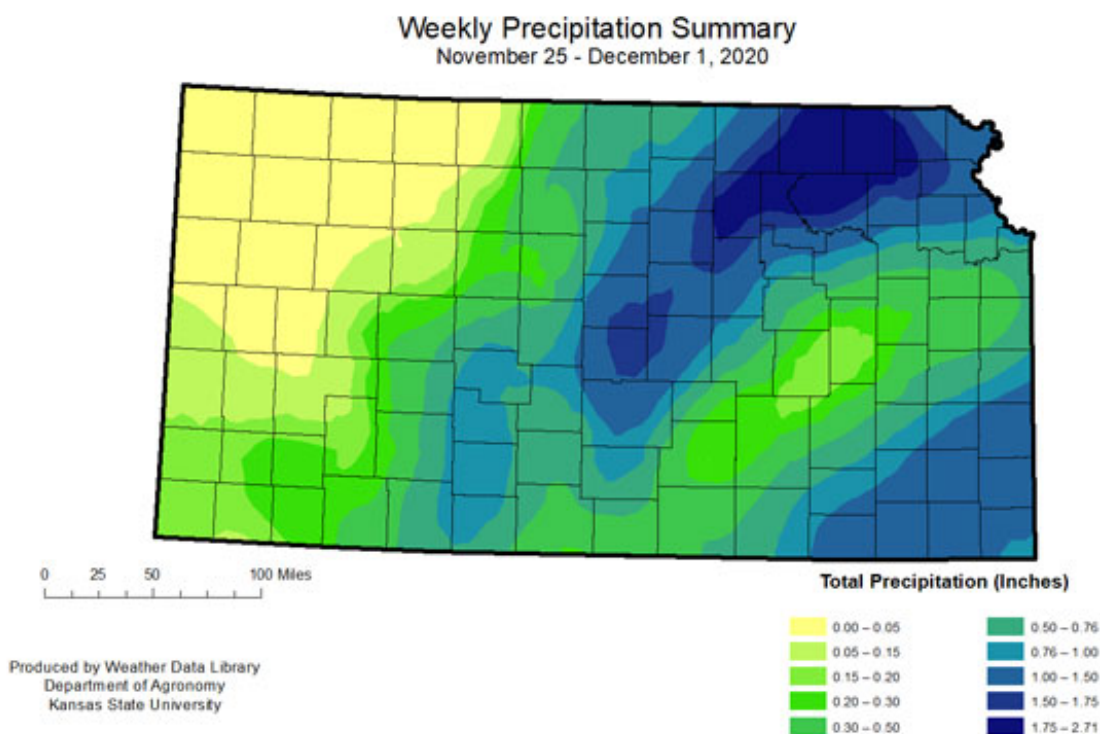 Weekly Precipitation Summary
November 25 - December 1, 2020
0 25 50 100 Miles
Produced by Weather Data Library
Department of Agronomy
Kansas State University
Total Precipitation (Inches)
0.00 – 0.05
0.05 – 0.15
0.15 – 0.20
0.20 – 0.30
0.30 – 0.50
0.50 – 0.76
0.76 – 1.00
1.00 – 1.50
1.50 – 1.75
1.75 – 2.71